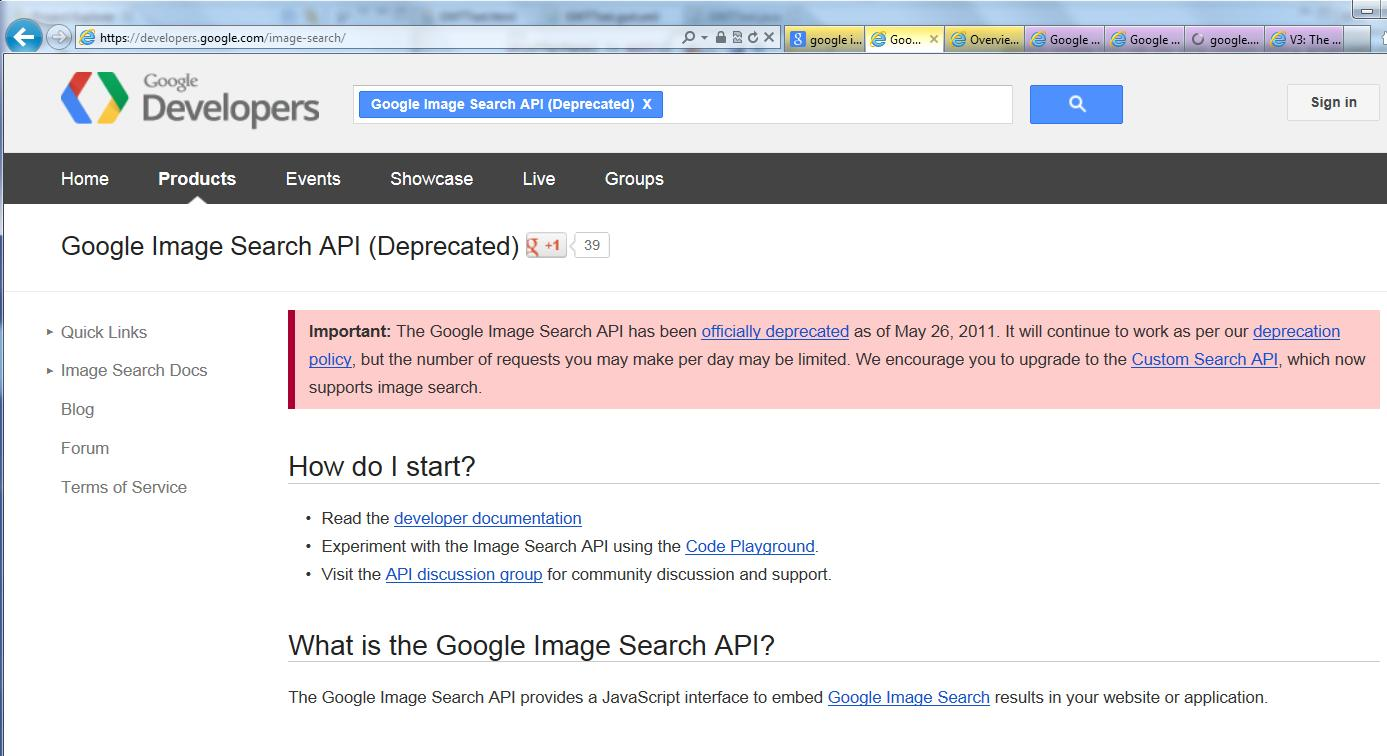 https://developers.google.com/image-search/
google i...
Goo...
Overvie...
Google ...
Google ...
google....
V3: The ...
Google
Developers
Google Image Search API (Deprecated) X
Sign in
Home
Products
Events
Showcase
Live
Groups
Google Image Search API (Deprecated)
+1
39
Quick Links
Image Search Docs
Blog
Forum
Terms of Service
Important: The Google Image Search API has been officially deprecated as of May 26, 2011. It will continue to work as per our deprecation
policy, but the number of requests you may make per day may be limited. We encourage you to upgrade to the Custom Search API, which now
supports image search.
How do I start?
• Read the developer documentation
• Experiment with the Image Search API using the Code Playground.
• Visit the API discussion group for community discussion and support.
What is the Google Image Search API?
The Google Image Search API provides a JavaScript interface to embed Google Image Search results in your website or application.